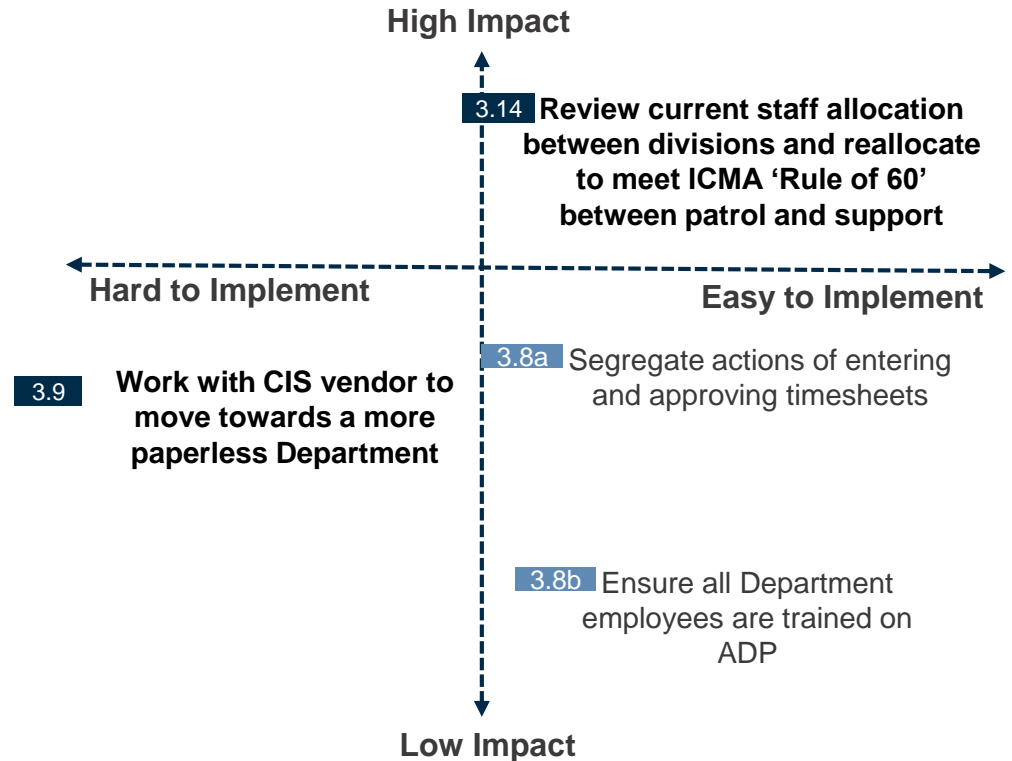 High Impact
3.14 Review current staff allocation
between divisions and reallocate
to meet ICMA ‘Rule of 60’
between patrol and support
Hard to Implement
Easy to Implement
3.8a Segregate actions of entering
and approving timesheets
3.9
Work with CIS vendor to
move towards a more
paperless Department
3.8b Ensure all Department
employees are trained on
ADP
Low Impact